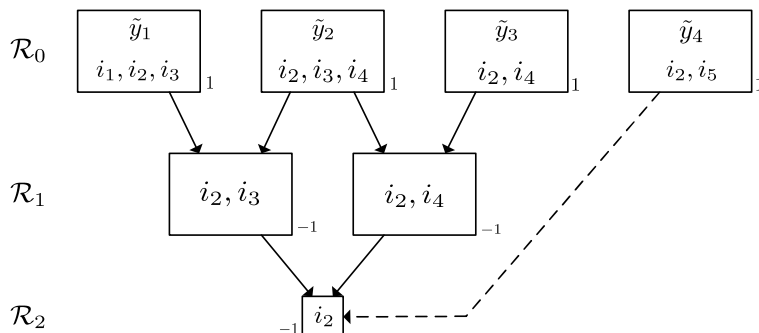 ỹ₁ ỹ₂ ỹ₃ ỹ₄
ℛ₀
i₁, i₂, i₃ i₂, i₃, i₄ i₂, i₄ i₂, i₅
1 1 1 1
ℛ₁ i₂, i₃ i₂, i₄
−1 −1
ℛ₂ i₂
−1